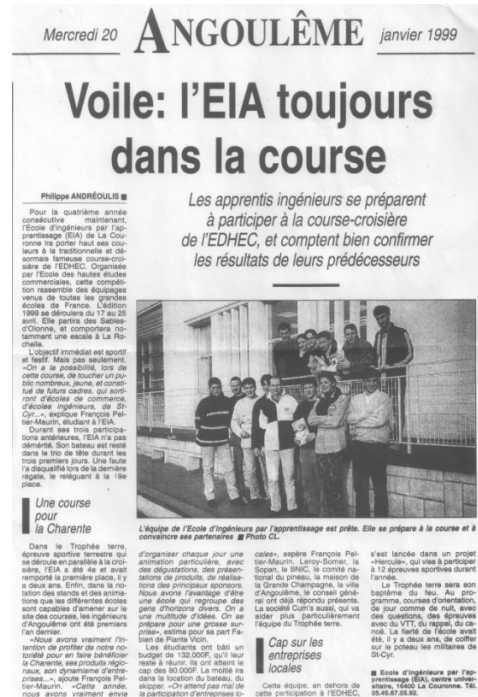 Mercredi 20
ANGOULÊME
janvier 1999
Voile: l'EIA toujours
dans la course
Philippe ANDRÉOULIS ■
Les apprentis ingénieurs se préparent
à participer à la course-croisière
de l'EDHEC, et comptent bien confirmer
les résultats de leurs prédécesseurs
Pour la quatrième année
consécutive maintenant,
l'Ecole d'ingénieurs par l'ap-
prentissage (EIA) de La Cou-
ronne ira porter haut ses cou-
leurs à la traditionnelle et dé-
sormais fameuse course-croi-
sière de l'EDHEC. Organisée
par l'Ecole des hautes études
commerciales, cette compéti-
tion rassemble des équipages
venus de toutes les grandes
écoles de France. L'édition
1999 se déroulera du 17 au 25
avril. Elle partira des Sables-
d'Olonne, et comportera no-
tamment une escale à La Ro-
chelle.
L'objectif immédiat est sportif
et festif. Mais pas seulement.
«On a la possibilité, lors de
cette course, de toucher un pu-
blic nombreux, jeune, et consti-
tué de futurs cadres, qui sorti-
ront d'écoles de commerce,
d'écoles ingénieurs, de St-
Cyr...», explique François Pel-
tier-Maurin, étudiant à l'EIA.
Durant ses trois participa-
tions antérieures, l'EIA n'a pas
démérité. Son bateau est resté
dans le trio de tête durant les
trois premiers jours. Une faute
l'a disqualifié lors de la dernière
régate, le reléguant à la 19e
place.
Une course
pour
la Charente
Dans le Trophée terre,
épreuve sportive terrestre qui
se déroule en parallèle à la croi-
sière, l'EIA a été 4e et avait
remporté la première place, il y
a deux ans. Enfin, dans la no-
tation des stands et des anima-
tions que les différentes écoles
sont capables d'amener sur le
site des courses, les ingénieurs
d'Angoulême ont été premiers
l'an dernier.
«Nous avons vraiment l'in-
tention de profiter de notre no-
toriété pour en faire bénéficier
la Charente, ses produits régio-
naux, son dynamisme d'entre-
prises...», ajoute François Pel-
tier-Maurin. «Cette année,
nous avons vraiment envie
L'équipe de l'Ecole d'Ingénieurs par l'apprentissage est prête. Elle se prépare à la course et à
convaincre ses partenaires ■ Photo CL.
d'organiser chaque jour une
animation particulière, avec
des dégustations, des présen-
tations de produits, de réalisa-
tions des principaux sponsors.
Nous avons l'avantage d'être
une école qui regroupe des
gens d'horizons divers. On a
une multitude d'idées. On se
prépare pour une grosse sur-
prise», estime pour sa part Fa-
bien de Plante Vicin.
Les étudiants ont bâti un
budget de 132.000F, qu'il leur
reste à réunir. Ils ont atteint le
cap des 80.000F. La moitié ira
dans la location du bateau, du
skipper. «On attend pas mal de
la participation d'entreprises lo-
cales», espère François Pel-
tier-Maurin. Leroy-Somer, la
Sopan, le BNIC, le comité na-
tional du pineau, la maison de
la Grande Champagne, la ville
d'Angoulême, le conseil géné-
ral ont déjà répondu présents.
La société Cum's aussi, qui va
aider plus particulièrement
l'équipe du Trophée terre.
Cap sur les
entreprises
locales
Cette équipe, en dehors de
cette participation à l'EDHEC,
s'est lancée dans un projet
«Hercule», qui vise à participer
à 12 épreuves sportives durant
l'année.
Le Trophée terre sera son
baptême du feu. Au pro-
gramme, courses d'orientation,
de jour comme de nuit, avec
des questions, des épreuves
avec du VTT, du rappel, du ca-
noë. La fierté de l'école avait
été, il y a deux ans, de coiffer
sur le poteau les militaires de
St-Cyr.
■ Ecole d'Ingénieurs par l'ap-
prentissage (EIA), centre univer-
sitaire, 16400 La Couronne. Tél.